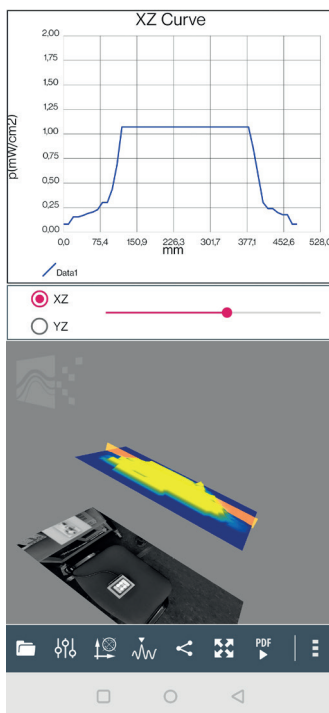 XZ Curve
p(mW/cm2)
2,00
1,75
1,50
1,25
1,00
0,75
0,50
0,25
0,00
0,0 75,4 150,9 226,3 301,7 377,1 452,6 528,0
mm
Data1
XZ
YZ
PDF